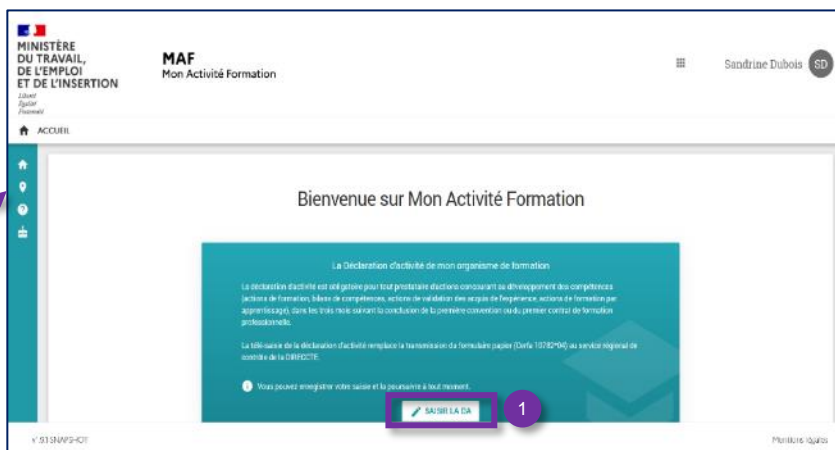 MINISTÈRE
DU TRAVAIL,
DE L'EMPLOI
ET DE L'INSERTION
Liberté
Égalité
Fraternité
MAF
Mon Activité Formation
Sandrine Dubois SD
ACCUEIL
Bienvenue sur Mon Activité Formation
La Déclaration d'activité de mon organisme de formation
La déclaration d'activité est obligatoire pour tout prestataire d'actions concourant au développement des compétences
(actions de formation, bilans de compétences, actions de validation des acquis de l'expérience, actions de formation par
apprentissage), dans les trois mois suivant la conclusion de la première convention ou du premier contrat de formation
professionnelle.
La télé-saisie de la déclaration d'activité remplace la transmission du formulaire papier (Cerfa 10782*04) au service régional de
contrôle de la DIRECCTE.
Vous pouvez enregistrer votre saisie et la poursuivre à tout moment.
SAISIR LA DA
1
SNAPSHOT
Mentions légales